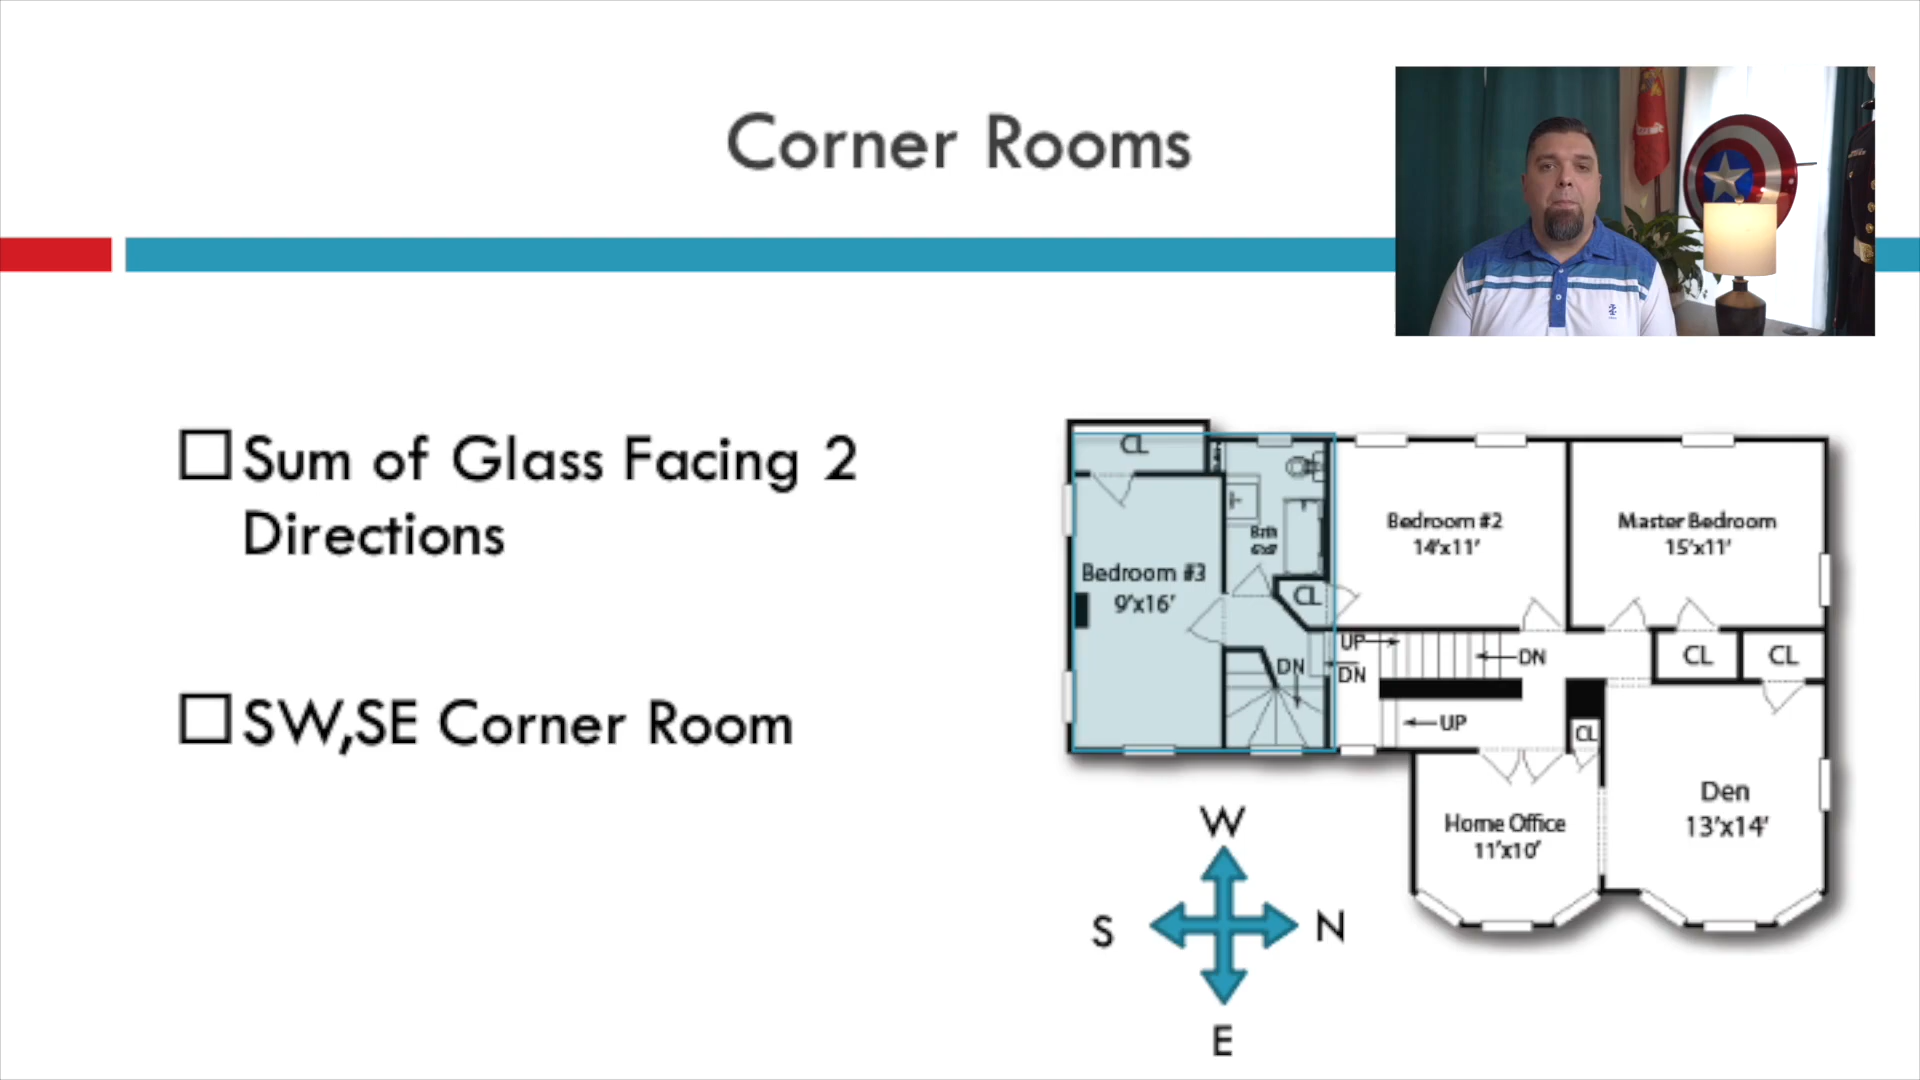 Corner Rooms
Sum of Glass Facing 2
Directions
SW,SE Corner Room
CL
Bedroom #3
9'x16'
Bath
CL
DN
Bedroom #2
14'x11'
Master Bedroom
15'x11'
UP
DN
DN
UP
CL
CL
CL
Home Office
11'x10'
Den
13'x14'
W
S
N
E